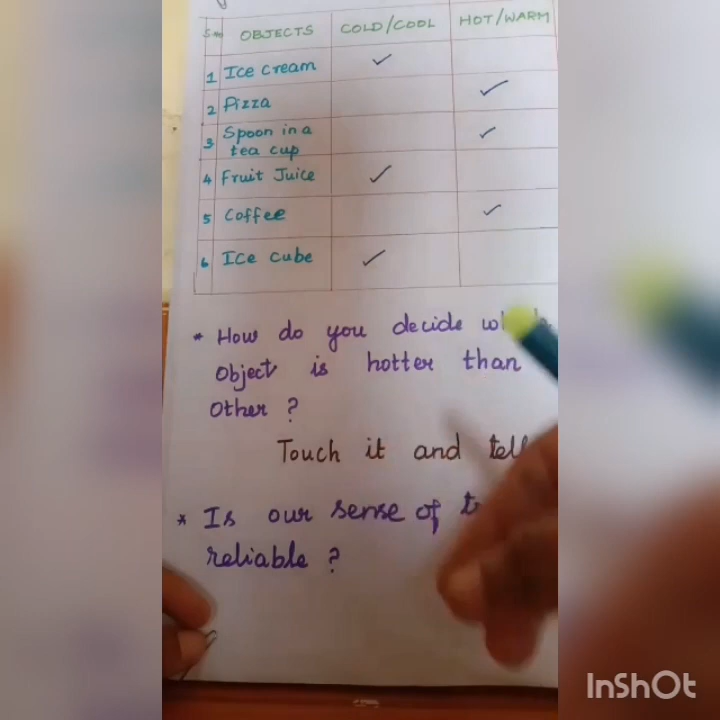 S.No OBJECTS COLD/COOL HOT/WARM
1 Ice cream ✓
2 Pizza ✓
3 Spoon in a
tea cup ✓
4 Fruit Juice ✓
5 Coffee ✓
6 Ice cube ✓
* How do you decide
object is hotter than
other ?
Touch it and tell
* Is our sense of
reliable ?
InShOt